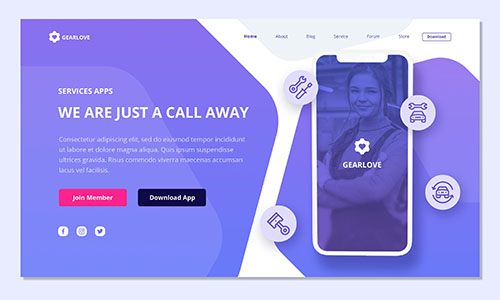 GEARLOVE
Home About Blog Service Forum Store Download
SERVICES APPS
WE ARE JUST A CALL AWAY
Consectetur adipiscing elit, sed do eiusmod tempor incididunt
ut labore et dolore magna aliqua. Quis ipsum suspendisse
ultrices gravida. Risus commodo viverra maecenas accumsan
lacus vel facilisis.
Join Member Download App
GEARLOVE